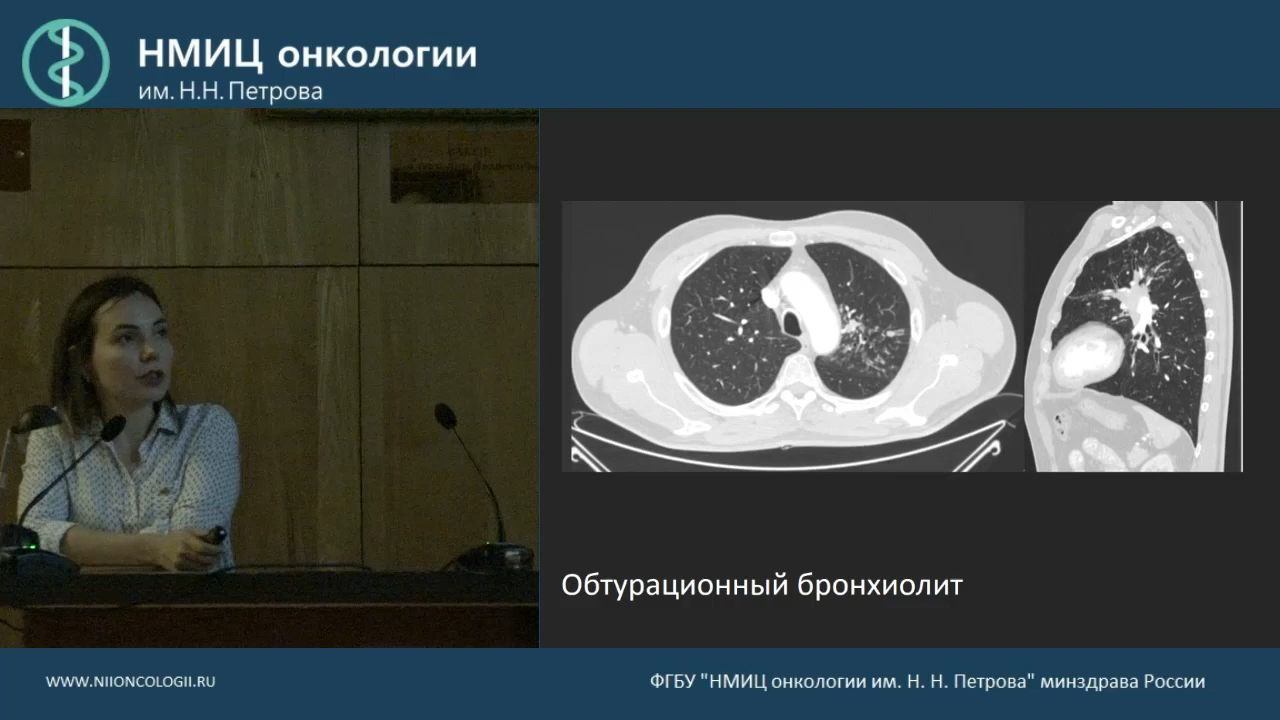 НМИЦ онкологии
им. Н.Н. Петрова
Обтурационный бронхиолит
WWW.NIIONCOLOGII.RU
ФГБУ "НМИЦ онкологии им. Н. Н. Петрова" минздрава России